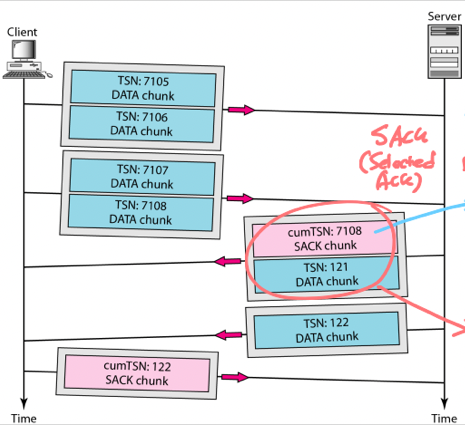 Client
Server
TSN: 7105
DATA chunk
TSN: 7106
DATA chunk
SACK
(Selected
Ack)
TSN: 7107
DATA chunk
TSN: 7108
DATA chunk
cumTSN: 7108
SACK chunk
TSN: 121
DATA chunk
TSN: 122
DATA chunk
cumTSN: 122
SACK chunk
Time
Time